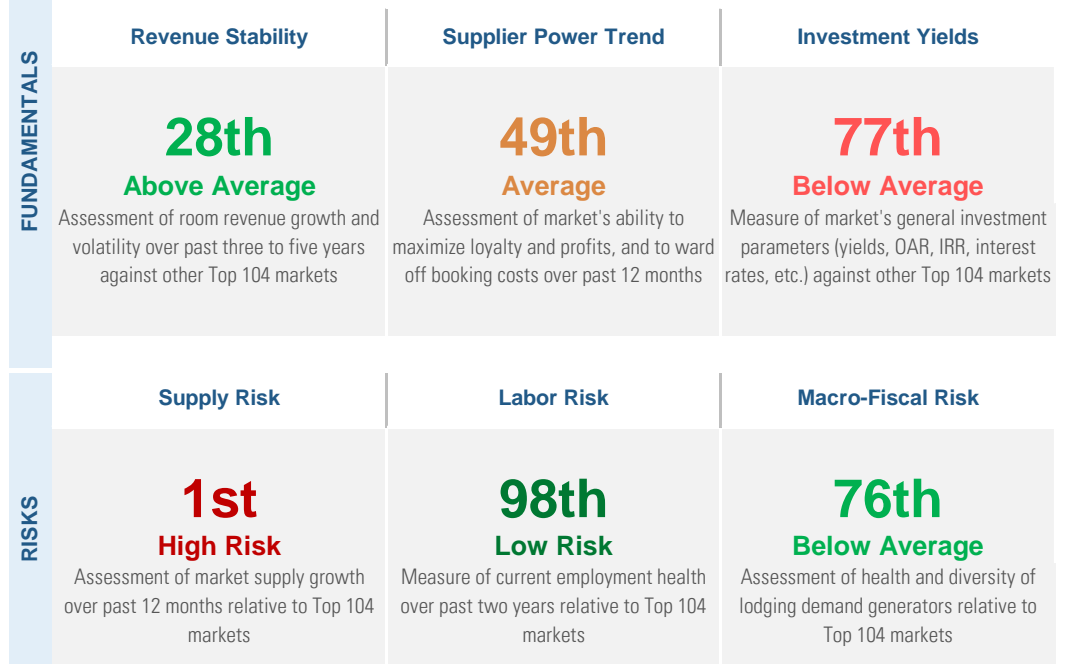 FUNDAMENTALS
Revenue Stability
Supplier Power Trend
Investment Yields
28th
Above Average
Assessment of room revenue growth and
volatility over past three to five years
against other Top 104 markets
49th
Average
Assessment of market's ability to
maximize loyalty and profits, and to ward
off booking costs over past 12 months
77th
Below Average
Measure of market's general investment
parameters (yields, OAR, IRR, interest
rates, etc.) against other Top 104 markets
RISKS
Supply Risk
Labor Risk
Macro-Fiscal Risk
1st
High Risk
Assessment of market supply growth
over past 12 months relative to Top 104
markets
98th
Low Risk
Measure of current employment health
over past two years relative to Top 104
markets
76th
Below Average
Assessment of health and diversity of
lodging demand generators relative to
Top 104 markets